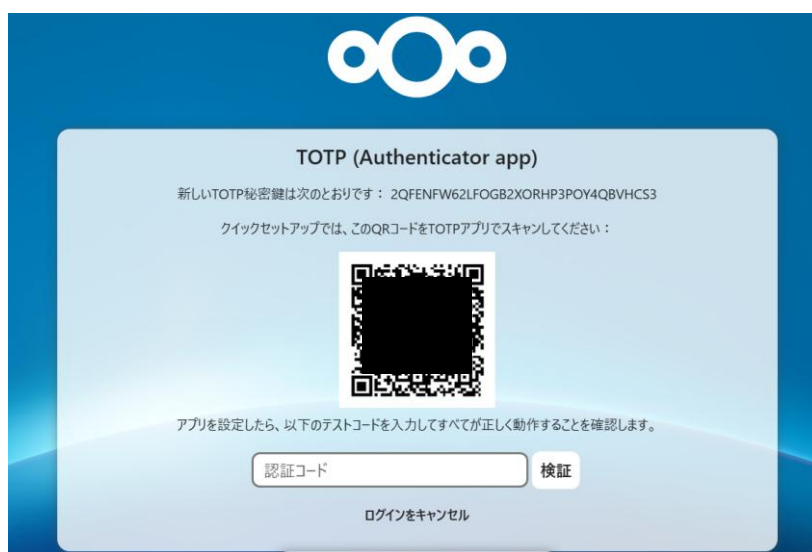 TOTP (Authenticator app)
新しいTOTP秘密鍵は次のとおりです： 2QFENFW62LFOGB2XORHP3POY4QBVHCS3
クイックセットアップでは、このQRコードをTOTPアプリでスキャンしてください：
アプリを設定したら、以下のテストコードを入力してすべてが正しく動作することを確認します。
認証コード 検証
ログインをキャンセル